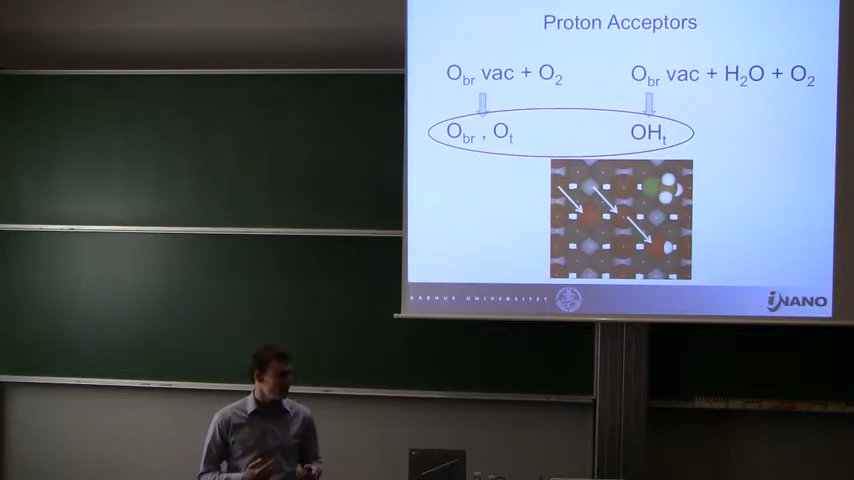 Proton Acceptors
O_br vac + O_2
O_br vac + H_2O + O_2
O_br , O_t
OH_t
AARHUS UNIVERSITET
iNANO